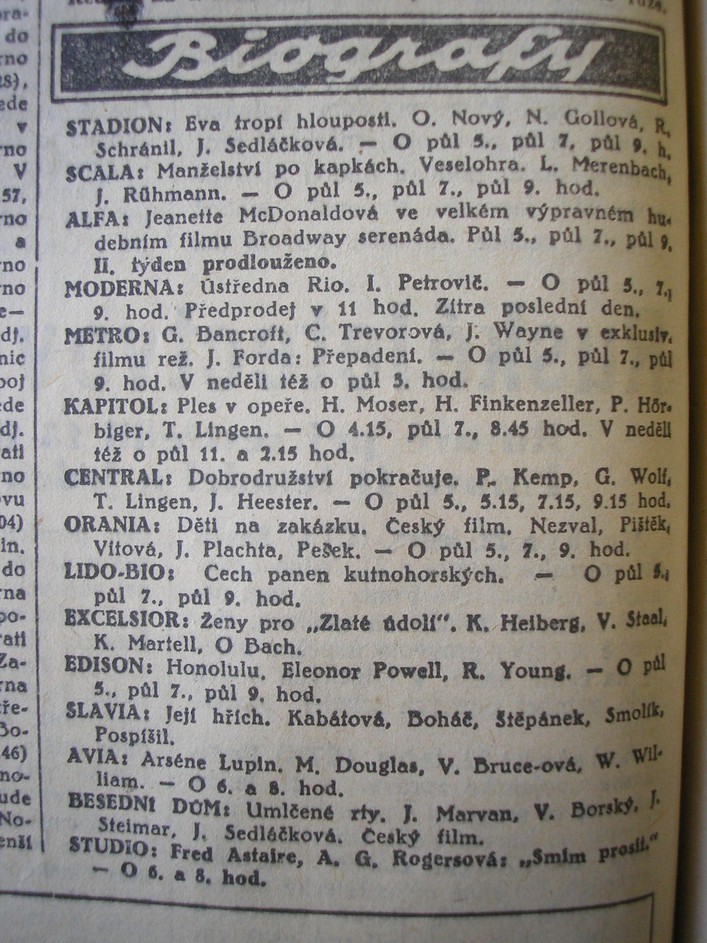 ruza.
Biografy
STADION: Eva tropí hlouposti. O. Nový, N. Gollová, R.
Schránil, J. Sedláčková. — O půl 5., půl 7, půl 9. h.
SCALA: Manželství po kapkách. Veselohra. L. Merenbach,
J. Rühmann. — O půl 5., půl 7., půl 9. hod.
ALFA: Jeanette McDonaldová ve velkém výpravném hu-
debním filmu Broadway serenáda. Půl 5., půl 7., půl 9.
II. týden prodlouženo.
MODERNA: Ústředna Rio. I. Petrovič. — O půl 5., 7.,
9. hod. Předprodej v 11 hod. Zítra poslední den.
METRO: G. Bancroft, C. Trevorová, J. Wayne v exklusiv.
filmu rež. J. Forda: Přepadení. — O půl 5., půl 7., půl
9. hod. V neděli též o půl 3. hod.
KAPITOL: Ples v opeře. H. Moser, H. Finkenzeller, P. Hör-
biger, T. Lingen. — O 4.15, půl 7., 8.45 hod. V neděli
též o půl 11. a 2.15 hod.
CENTRAL: Dobrodružství pokračuje. P. Kemp, G. Wolf,
T. Lingen, J. Heester. — O půl 5., 5.15, 7.15, 9.15 hod.
ORANIA: Děti na zakázku. Český film. Nezval, Pištěk,
Vítová, J. Plachta, Pešek. — O půl 5., 7., 9. hod.
LIDO-BIO: Cech panen kutnohorských. — O půl 5.,
půl 7., půl 9. hod.
EXCELSIOR: Ženy pro „Zlaté údolí“. K. Heiberg, V. Staal,
K. Martell, O Bach.
EDISON: Honolulu. Eleonor Powell, R. Young. — O půl
5., půl 7., půl 9. hod.
SLAVIA: Její hřích. Kabátová, Boháč, Štěpánek, Smolík,
Pospíšil.
AVIA: Arséne Lupin. M. Douglas, V. Bruce-ová, W. Wil-
liam. — O 6. a 8. hod.
BESEDNÍ DŮM: Umlčené rty. J. Marvan, V. Borský, J.
Steimar, J. Sedláčková. Český film.
STUDIO: Fred Astaire, A. G. Rogersová: „Smím prosit.“
— O 6. a 8. hod.